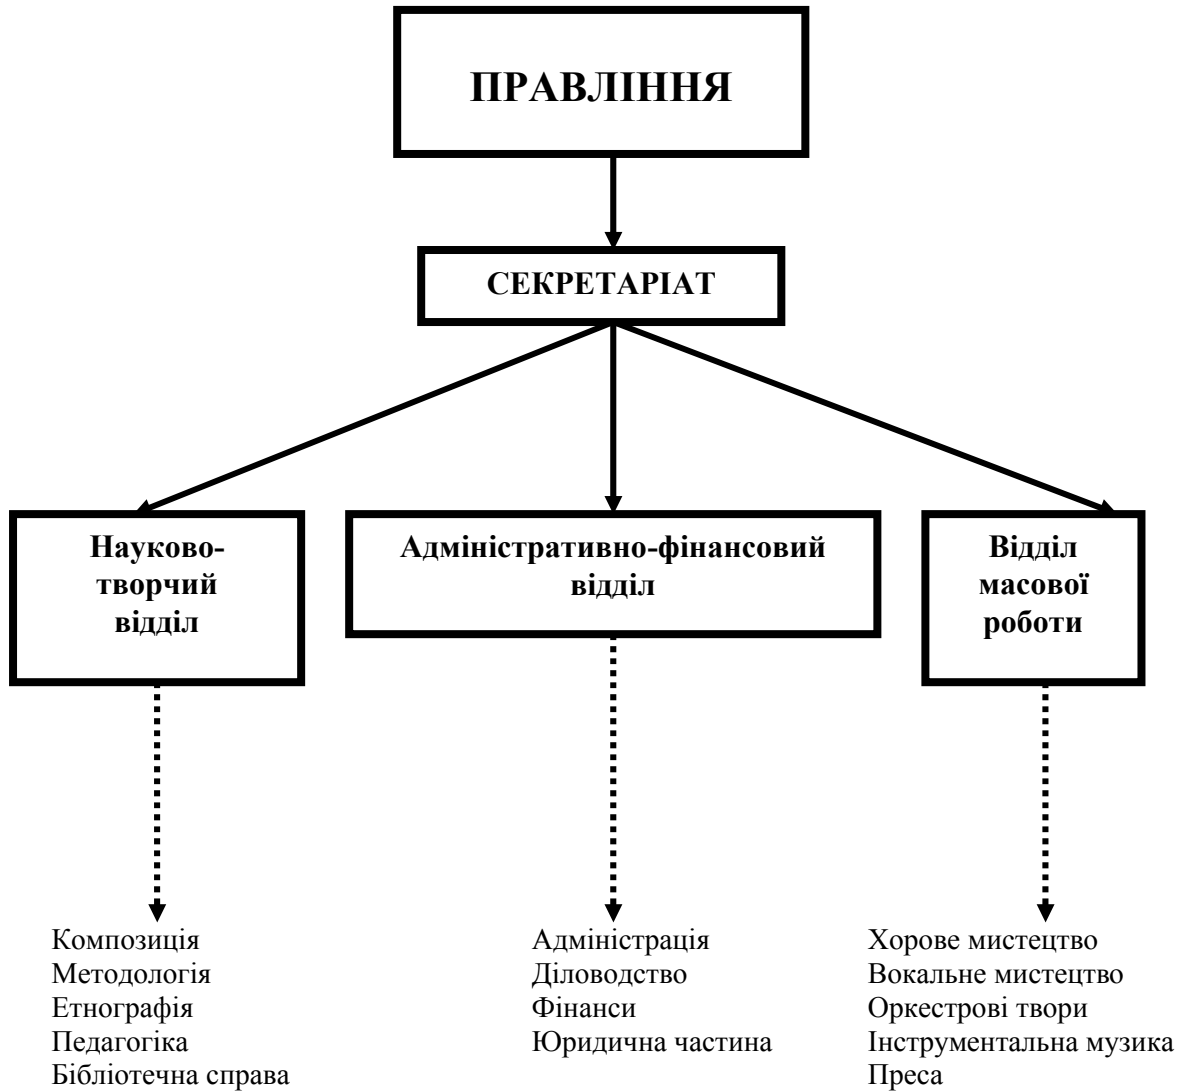 ПРАВЛІННЯ
СЕКРЕТАРІАТ
Науково-
творчий
відділ
Адміністративно-фінансовий
відділ
Відділ
масової
роботи
Композиція
Методологія
Етнографія
Педагогіка
Бібліотечна справа
Адміністрація
Діловодство
Фінанси
Юридична частина
Хорове мистецтво
Вокальне мистецтво
Оркестрові твори
Інструментальна музика
Преса